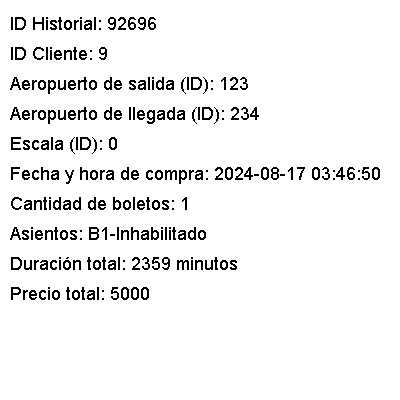 ID Historial: 92696
ID Cliente: 9
Aeropuerto de salida (ID): 123
Aeropuerto de llegada (ID): 234
Escala (ID): 0
Fecha y hora de compra: 2024-08-17 03:46:50
Cantidad de boletos: 1
Asientos: B1-Inhabilitado
Duración total: 2359 minutos
Precio total: 5000